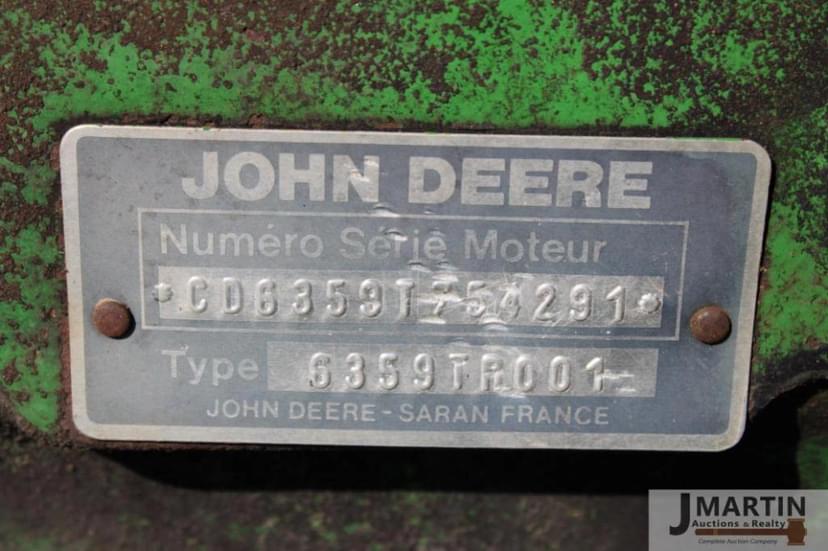 JOHN DEERE
Numéro Série Moteur
*CD6359T754291*
Type 6359TR001
JOHN DEERE - SARAN FRANCE
J MARTIN
Auctions & Realty
Complete Auction Company